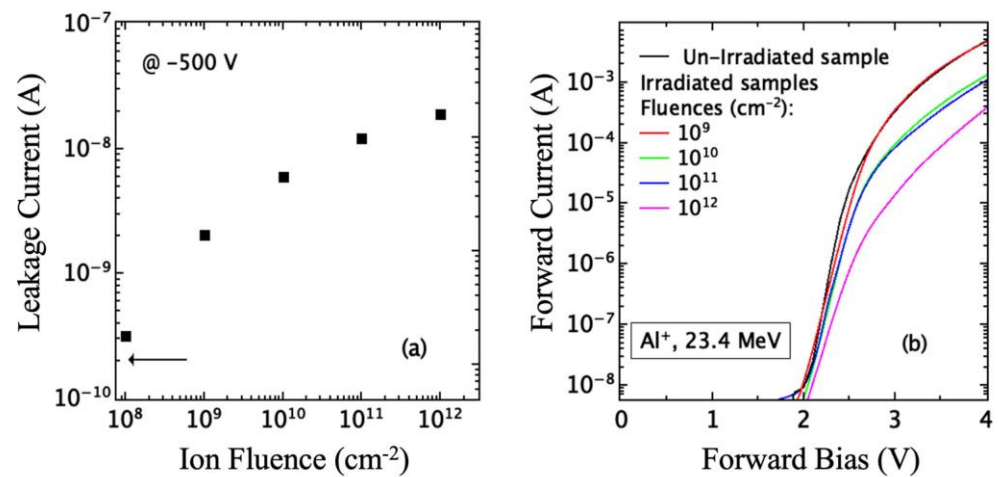 10⁻⁷
@ −500 V
10⁻⁸
10⁻⁹
10⁻¹⁰
Leakage Current (A)
(a)
10⁸ 10⁹ 10¹⁰ 10¹¹ 10¹²
Ion Fluence (cm⁻²)
Un-Irradiated sample
Irradiated samples
Fluences (cm⁻²):
10⁹
10¹⁰
10¹¹
10¹²
10⁻³
10⁻⁴
10⁻⁵
10⁻⁶
10⁻⁷
10⁻⁸
Forward Current (A)
Al⁺, 23.4 MeV
(b)
0 1 2 3 4
Forward Bias (V)